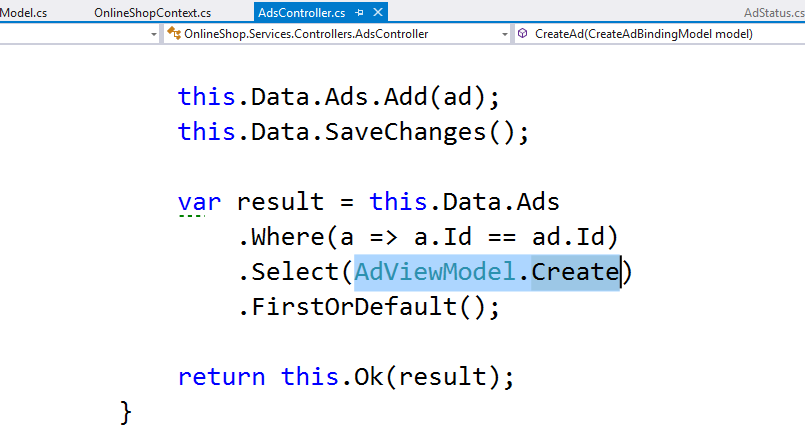 Model.cs OnlineShopContext.cs AdsController.cs AdStatus.cs
OnlineShop.Services.Controllers.AdsController CreateAd(CreateAdBindingModel model)
this.Data.Ads.Add(ad);
this.Data.SaveChanges();
var result = this.Data.Ads
.Where(a => a.Id == ad.Id)
.Select(AdViewModel.Create)
.FirstOrDefault();
return this.Ok(result);
}